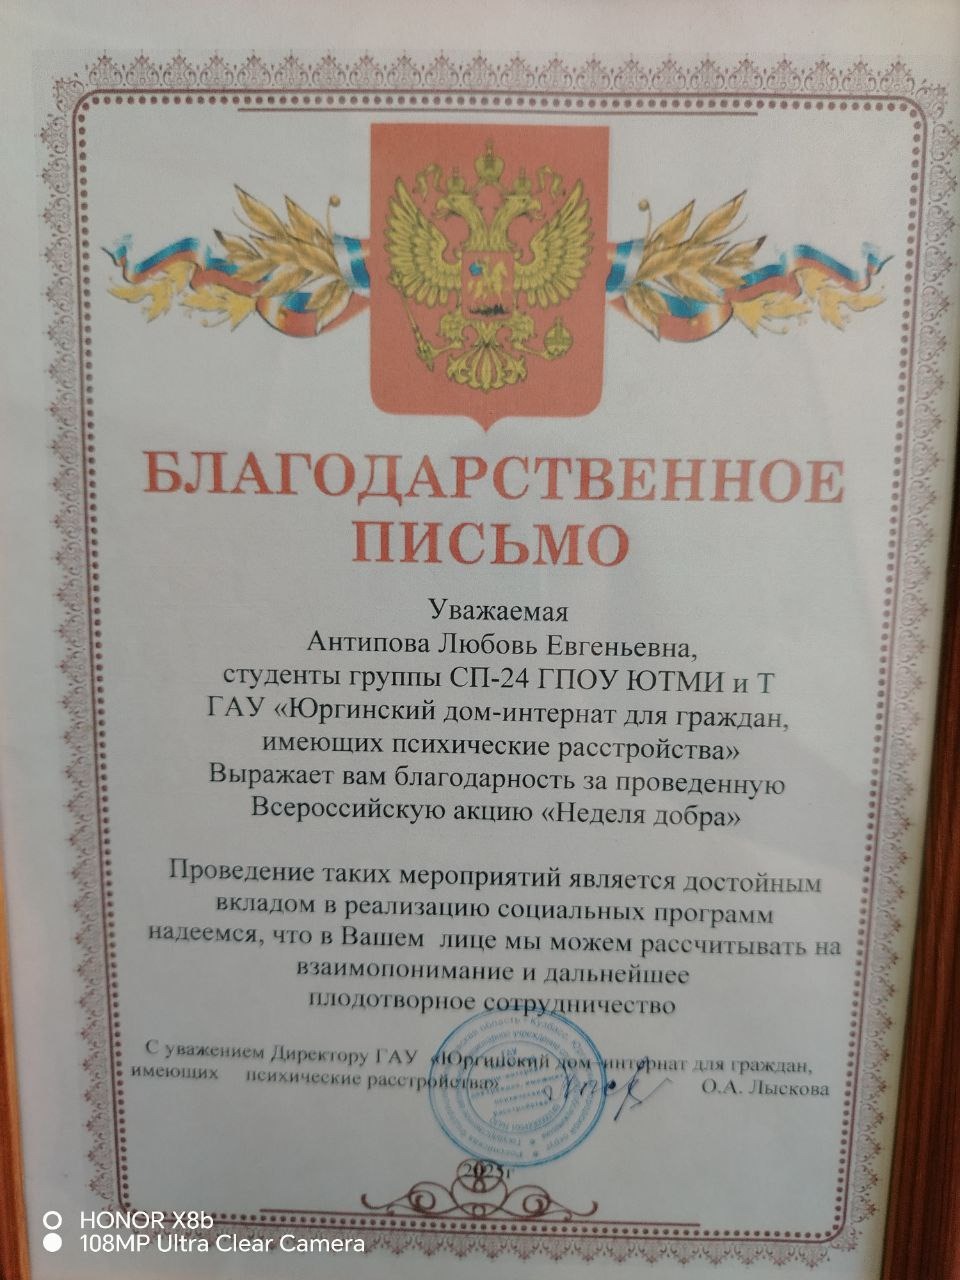 БЛАГОДАРСТВЕННОЕ
ПИСЬМО
Уважаемая
Антипова Любовь Евгеньевна,
студенты группы СП-24 ГПОУ ЮТМИ и Т
ГАУ «Юргинский дом-интернат для граждан,
имеющих психические расстройства»
Выражает вам благодарность за проведенную
Всероссийскую акцию «Неделя добра»
Проведение таких мероприятий является достойным
вкладом в реализацию социальных программ
надеемся, что в Вашем лице мы можем рассчитывать на
взаимопонимание и дальнейшее
плодотворное сотрудничество
С уважением Директору ГАУ «Юргинский дом-интернат для граждан,
имеющих психические расстройства»
О.А. Лыскова
2025г
HONOR X8b
108MP Ultra Clear Camera